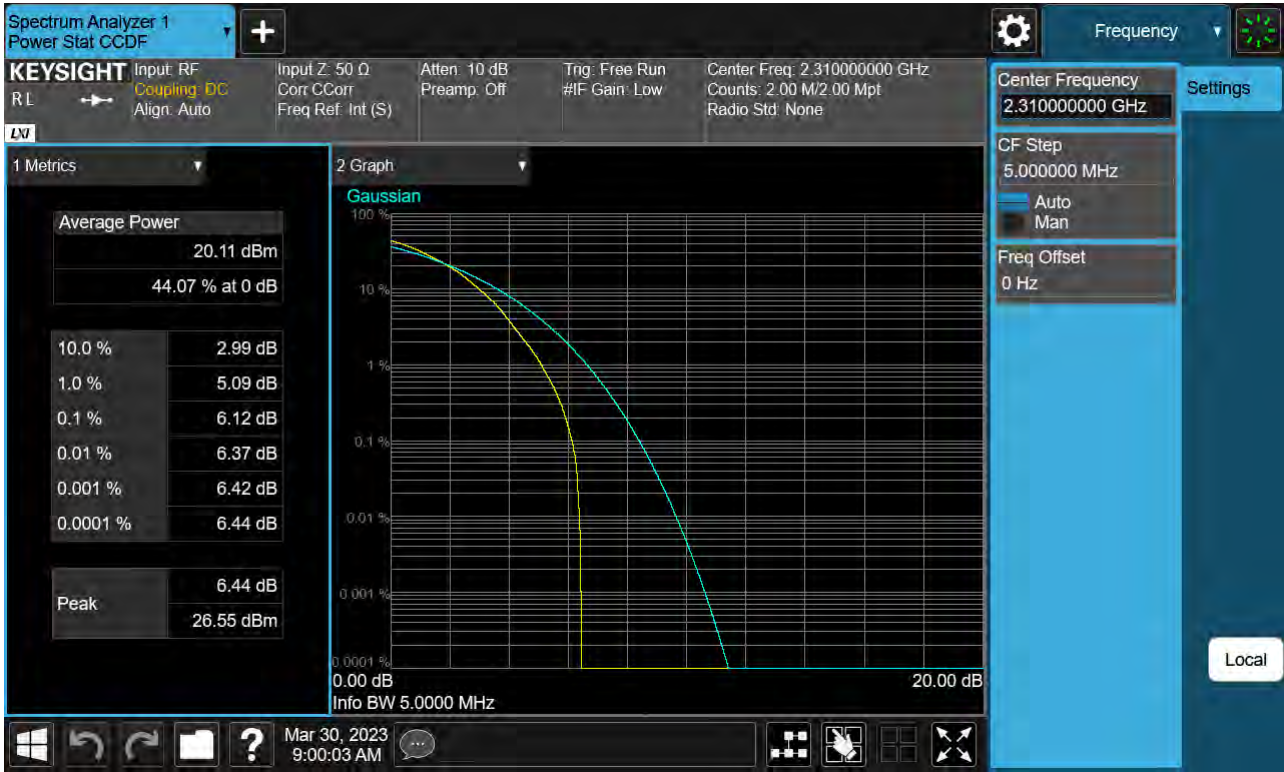 Spectrum Analyzer 1
Power Stat CCDF
+
Frequency
KEYSIGHT
R L
LXI
Input: RF
Coupling: DC
Align: Auto
Input Z: 50 Ω
Corr CCorr
Freq Ref: Int (S)
Atten: 10 dB
Preamp: Off
Trig: Free Run
#IF Gain: Low
Center Freq: 2.310000000 GHz
Counts: 2.00 M/2.00 Mpt
Radio Std: None
Center Frequency
2.310000000 GHz
Settings
CF Step
5.000000 MHz
Auto
Man
Freq Offset
0 Hz
Local
1 Metrics
Average Power
20.11 dBm
44.07 % at 0 dB
10.0 % 2.99 dB
1.0 % 5.09 dB
0.1 % 6.12 dB
0.01 % 6.37 dB
0.001 % 6.42 dB
0.0001 % 6.44 dB
Peak
6.44 dB
26.55 dBm
2 Graph
Gaussian
100 %
10 %
1 %
0.1 %
0.01 %
0.001 %
0.0001 %
0.00 dB 20.00 dB
Info BW 5.0000 MHz
?
Mar 30, 2023
9:00:03 AM